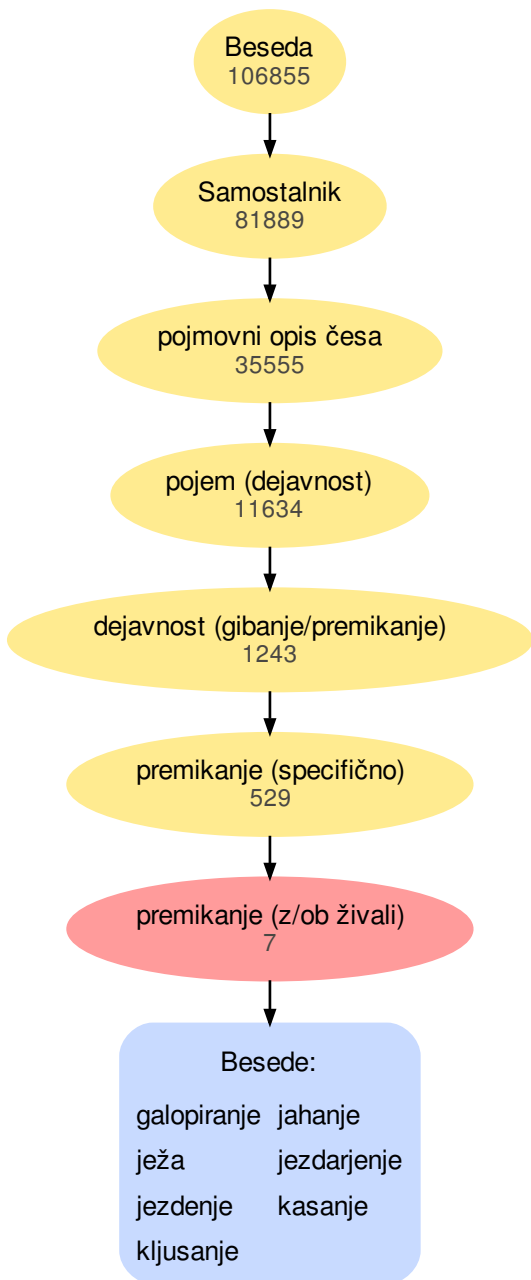 Beseda
106855
Samostalnik
81889
pojmovni opis česa
35555
pojem (dejavnost)
11634
dejavnost (gibanje/premikanje)
1243
premikanje (specifično)
529
premikanje (z/ob živali)
7
Besede:
galopiranje jahanje
ježa jezdarjenje
jezdenje kasanje
kljusanje